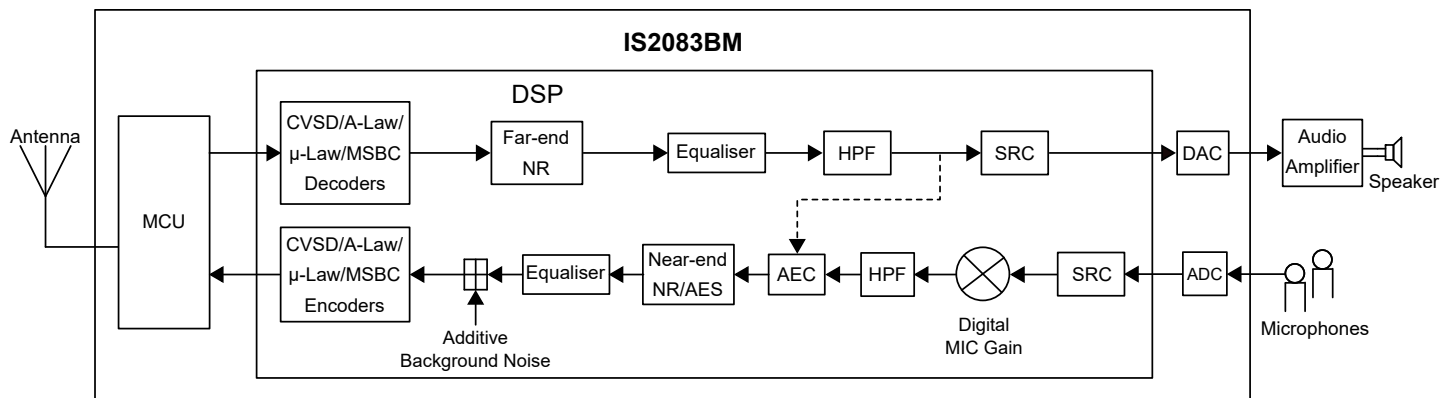 IS2083BM
DSP
Antenna
MCU
CVSD/A-Law/
μ-Law/MSBC
Decoders
Far-end
NR
Equaliser
HPF
SRC
DAC
Audio
Amplifier
Speaker
CVSD/A-Law/
μ-Law/MSBC
Encoders
Additive
Background Noise
Equaliser
Near-end
NR/AES
AEC
HPF
Digital
MIC Gain
SRC
ADC
Microphones